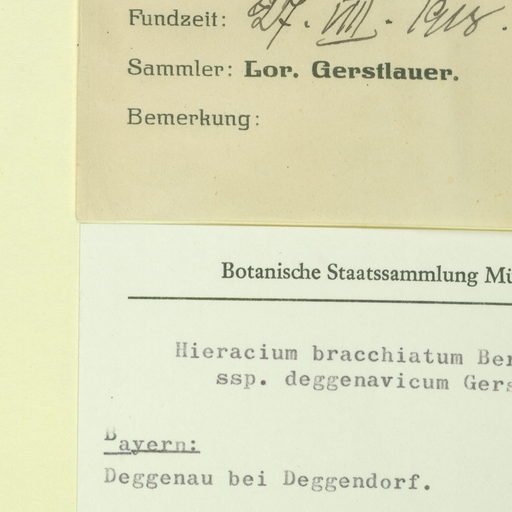 Fundzeit: 27. VIII. 1918.
Sammler: Lor. Gerstlauer.
Bemerkung:
Botanische Staatssammlung Mü
Hieracium bracchiatum Ber
ssp. deggenavicum Gers
Bayern:
Deggenau bei Deggendorf.